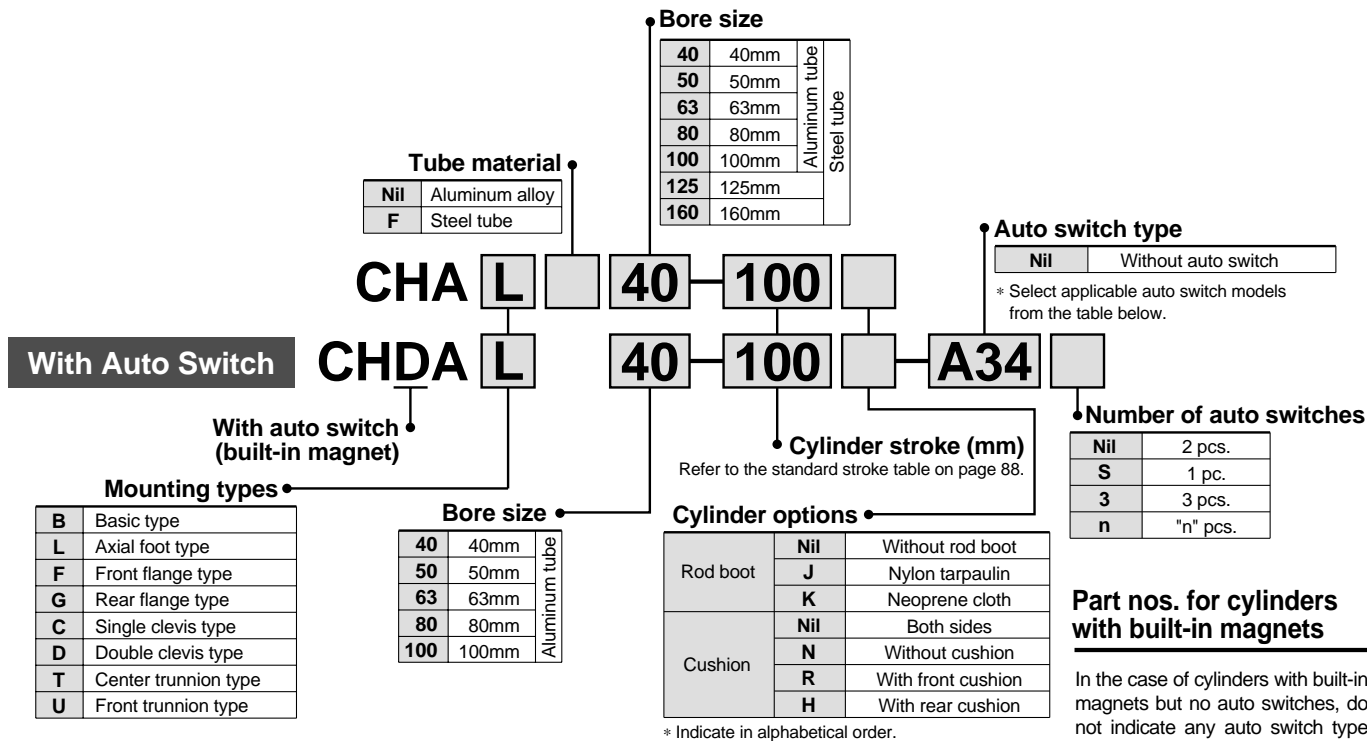 Bore size
40 40mm
50 50mm
63 63mm
80 80mm
100 100mm
125 125mm
160 160mm
Aluminum tube
Steel tube
Tube material
Nil Aluminum alloy
F Steel tube
Auto switch type
Nil Without auto switch
* Select applicable auto switch models
from the table below.
CHA L 40 - 100
With Auto Switch CHDA L 40 - 100 - A34
With auto switch
(built-in magnet)
Cylinder stroke (mm)
Refer to the standard stroke table on page 88.
Number of auto switches
Nil 2 pcs.
S 1 pc.
3 3 pcs.
n "n" pcs.
Mounting types
B Basic type
L Axial foot type
F Front flange type
G Rear flange type
C Single clevis type
D Double clevis type
T Center trunnion type
U Front trunnion type
Bore size
40 40mm
50 50mm
63 63mm
80 80mm
100 100mm
Aluminum tube
Cylinder options
Rod boot
Nil Without rod boot
J Nylon tarpaulin
K Neoprene cloth
Cushion
Nil Both sides
N Without cushion
R With front cushion
H With rear cushion
* Indicate in alphabetical order.
Part nos. for cylinders
with built-in magnets
In the case of cylinders with built-in
magnets but no auto switches, do
not indicate any auto switch type